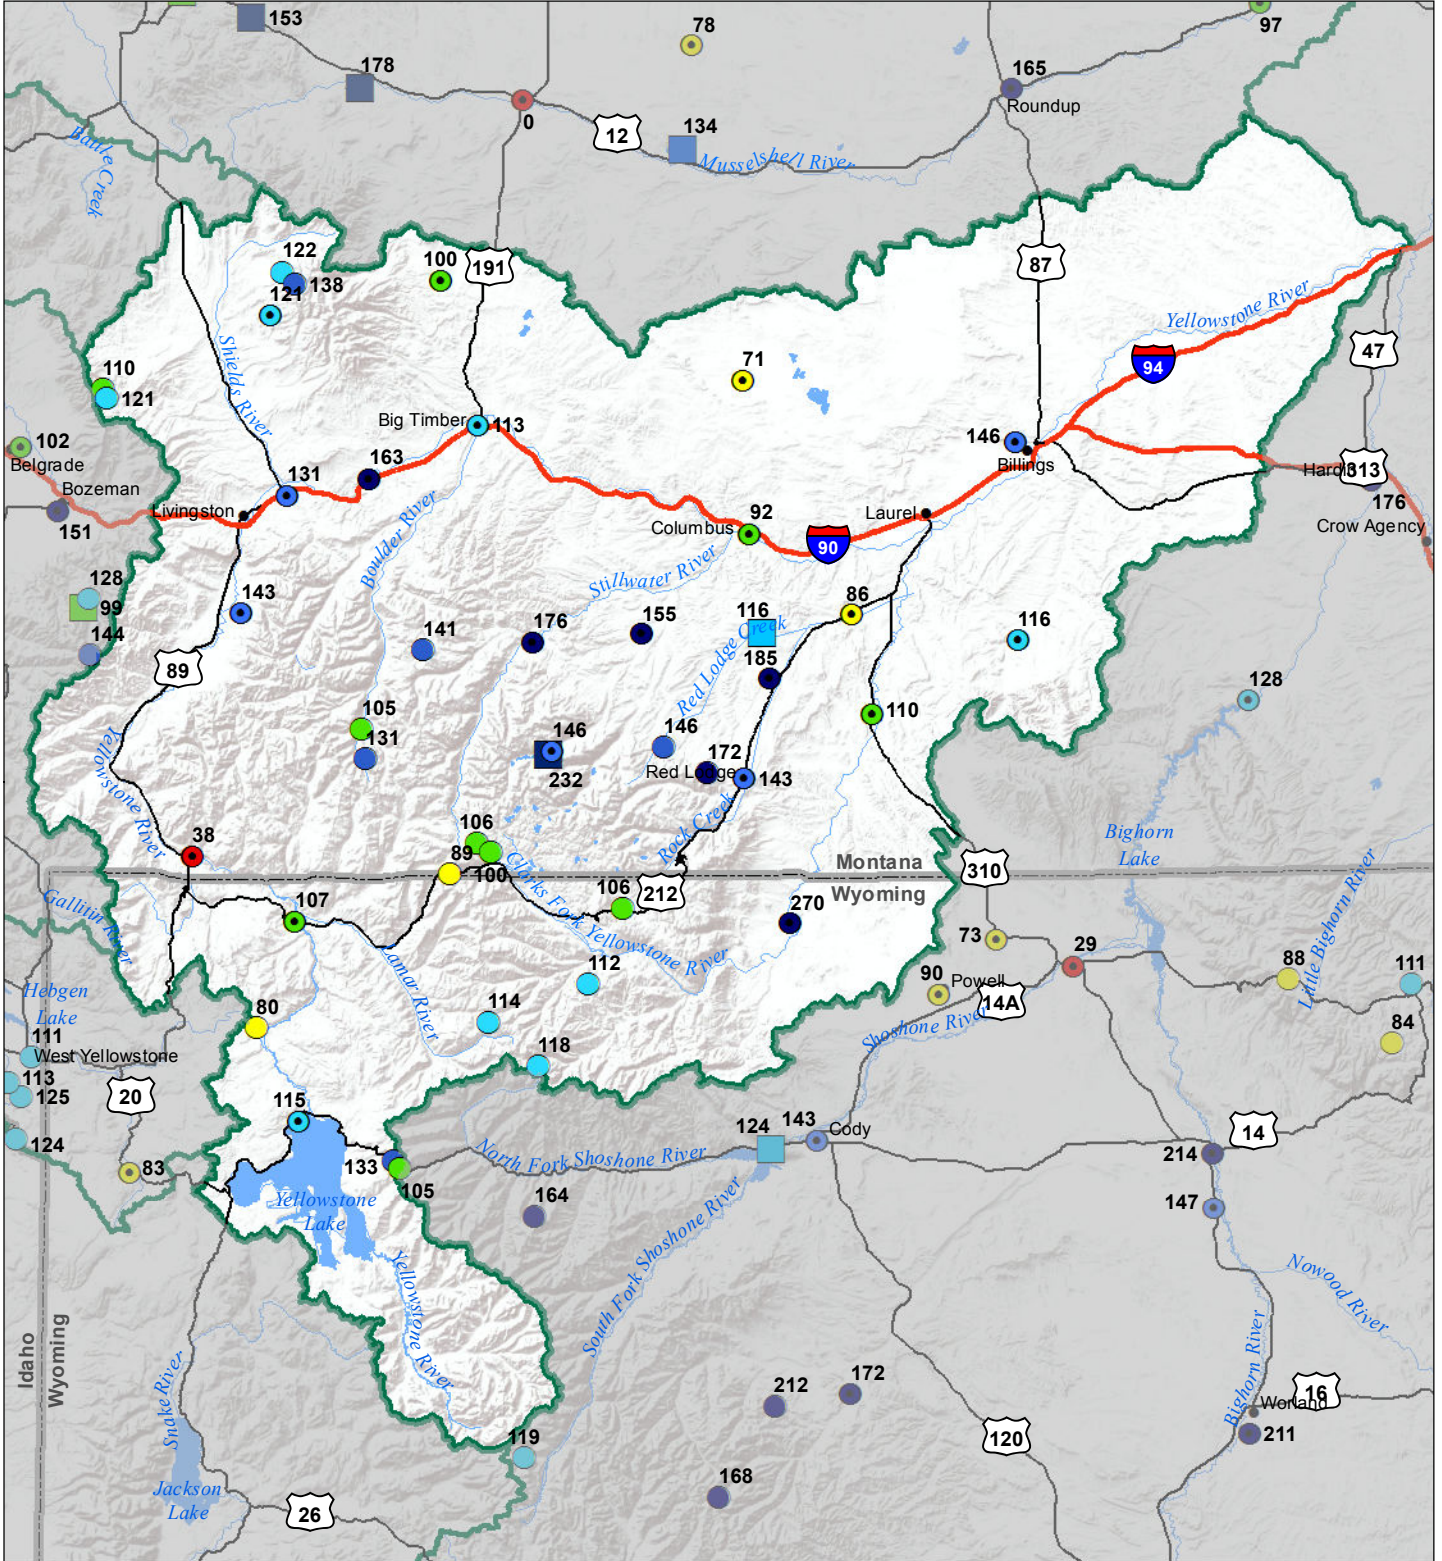 153
78
97
178
165
Roundup
0
12
134
Musselshell River
Battle Creek
122
138
121
100
191
87
Yellowstone River
94
47
Shields River
110
121
71
Big Timber
113
102
Belgrade
Bozeman
151
163
131
Livingston
146
Billings
Hardin
313
176
Crow Agency
Boulder River
92
Columbus
90
Laurel
Stillwater River
128
99
144
143
141
176
155
116
Red Lodge Creek
86
116
185
89
128
105
131
146
232
146
172
Red Lodge
143
110
Yellowstone River
Rock Creek
38
106
89
100
Clarks Fork Yellowstone River
106
212
Montana
Wyoming
310
Bighorn
Lake
Little Bighorn River
Gallitin River
107
270
Lamar River
112
73
29
90
Powell
14A
Shoshone River
88
111
84
Hebgen
Lake
111
West Yellowstone
113
125
20
124
80
114
118
115
133
105
83
Yellowstone
Lake
North Fork Shoshone River
124
143
Cody
14
214
147
164
South Fork Shoshone River
Yellowstone River
Nowood River
Idaho
Wyoming
Snake River
Bighorn River
212
172
16
Worland
211
119
120
168
Jackson
Lake
26